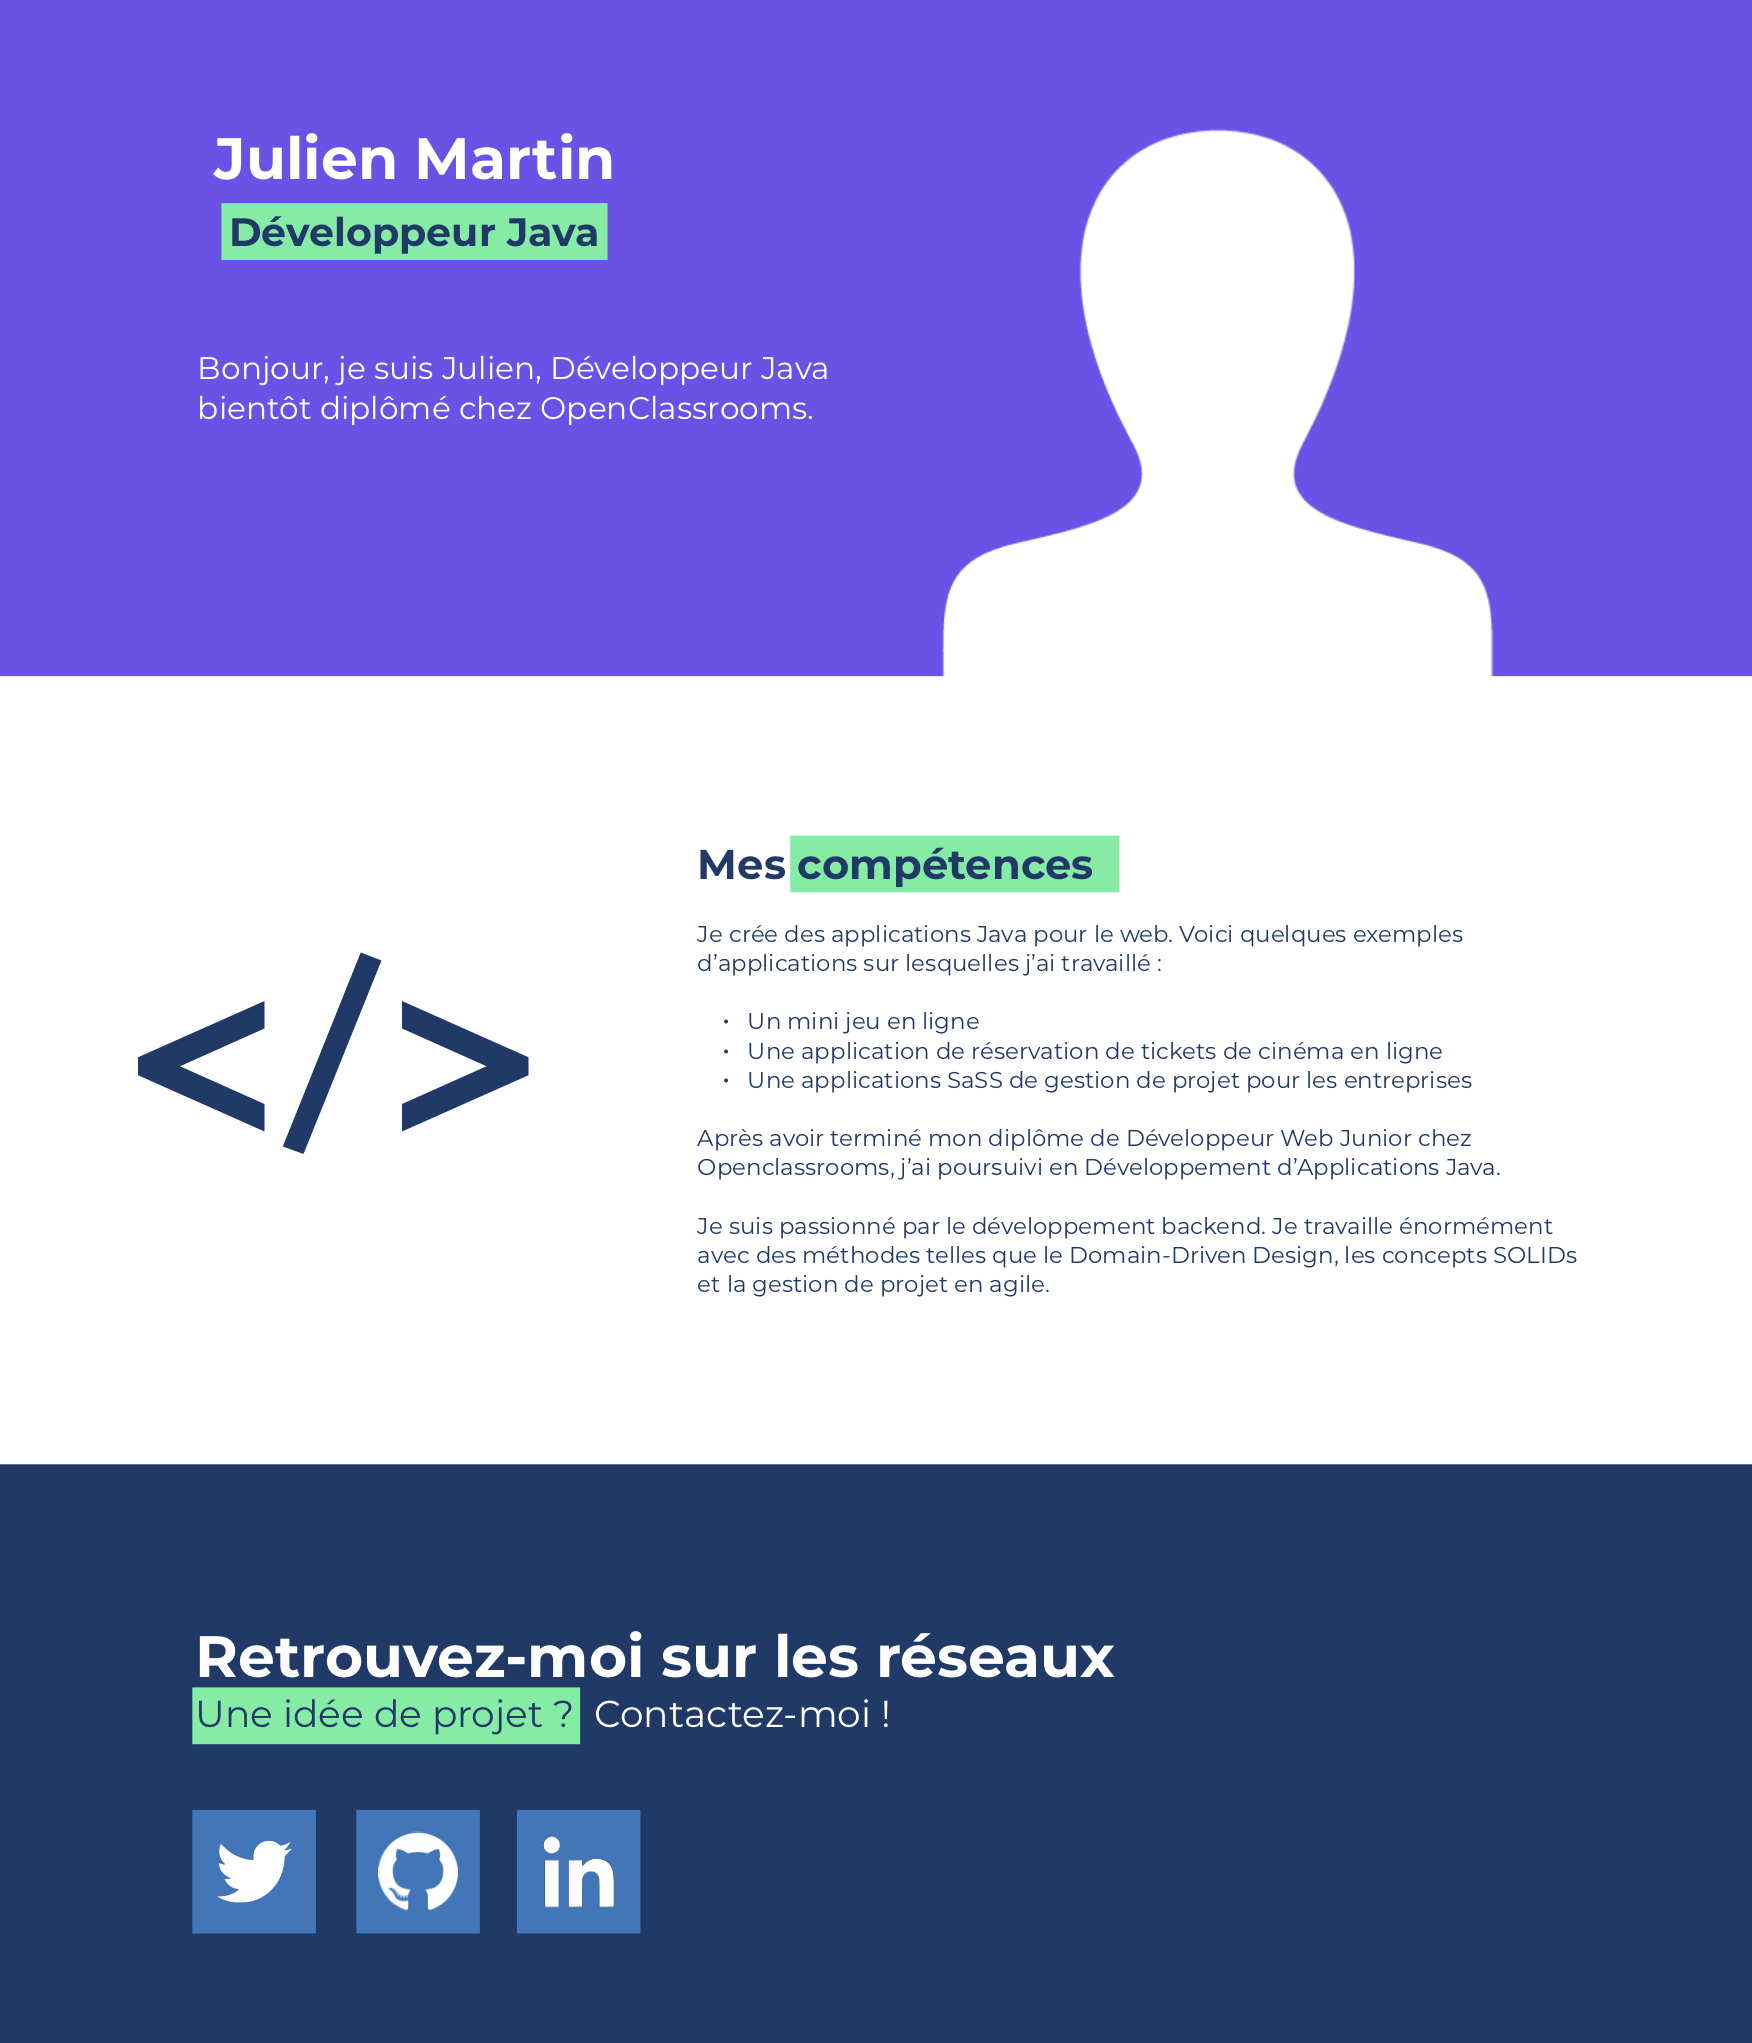 Julien Martin
Développeur Java
Bonjour, je suis Julien, Développeur Java
bientôt diplômé chez OpenClassrooms.
Mes compétences
Je crée des applications Java pour le web. Voici quelques exemples
d’applications sur lesquelles j’ai travaillé :
• Un mini jeu en ligne
• Une application de réservation de tickets de cinéma en ligne
• Une applications SaSS de gestion de projet pour les entreprises
Après avoir terminé mon diplôme de Développeur Web Junior chez
Openclassrooms, j’ai poursuivi en Développement d’Applications Java.
Je suis passionné par le développement backend. Je travaille énormément
avec des méthodes telles que le Domain-Driven Design, les concepts SOLIDs
et la gestion de projet en agile.
</>
Retrouvez-moi sur les réseaux
Une idée de projet ? Contactez-moi !
in